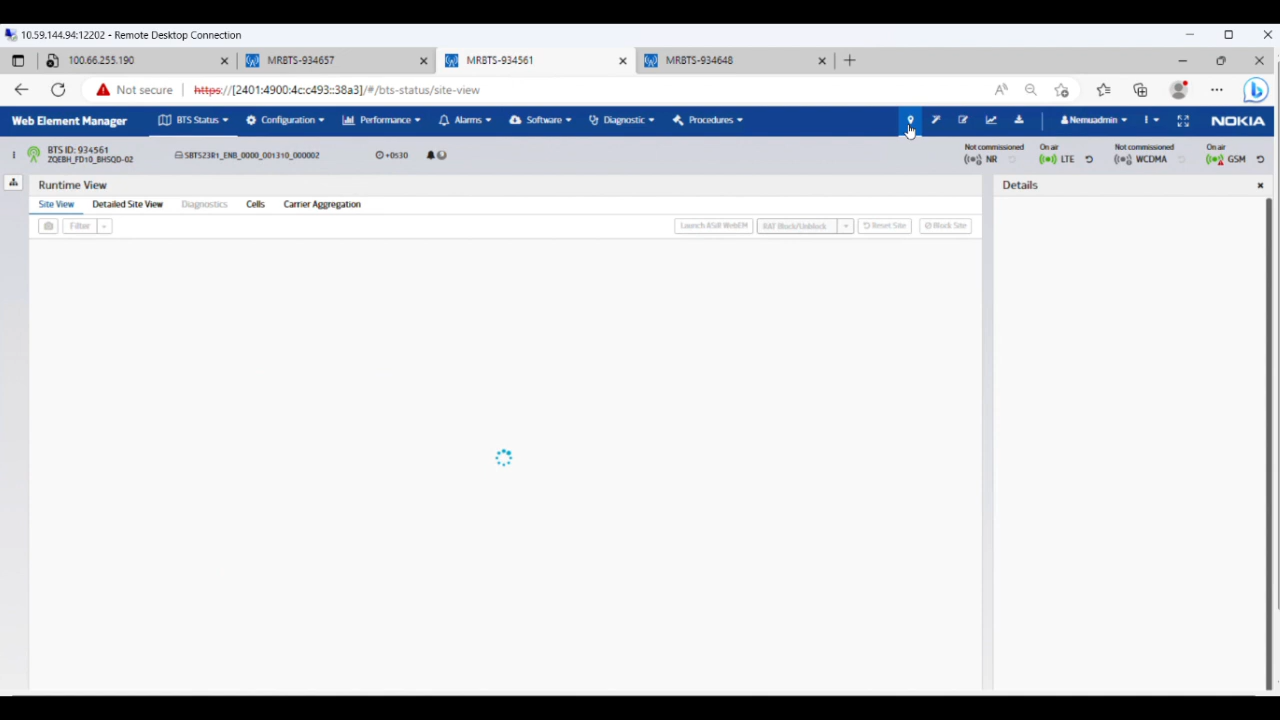 10.59.144.94:12202 - Remote Desktop Connection
100.66.255.190
MRBTS-934657
MRBTS-934561
MRBTS-934648
Not secure
https://[2401:4900:4c:c493::38a3]/#/bts-status/site-view
Web Element Manager
BTS Status
Configuration
Performance
Alarms
Software
Diagnostic
Procedures
Nemuadmin
NOKIA
BTS ID: 934561
ZQEBH_FD10_BHSQD-02
SBTS23R1_ENB_0000_001310_000002
+0530
Not commissioned
NR
On air
LTE
Not commissioned
WCDMA
On air
GSM
Runtime View
Details
Site View
Detailed Site View
Diagnostics
Cells
Carrier Aggregation
Filter
Launch ASiR WebEM
RAT Block/Unblock
Reset Site
Block Site